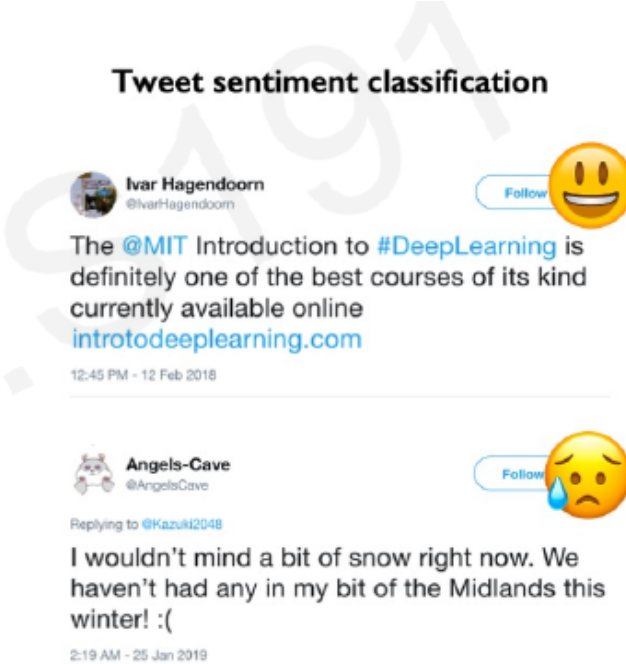 Tweet sentiment classification
Ivar Hagendoorn
@IvarHagendoorn
Follow
The @MIT Introduction to #DeepLearning is
definitely one of the best courses of its kind
currently available online
introtodeeplearning.com
12:45 PM - 12 Feb 2018
Angels-Cave
@AngelsCave
Follow
Replying to @Kazuki2048
I wouldn't mind a bit of snow right now. We
haven't had any in my bit of the Midlands this
winter! :(
2:19 AM - 25 Jan 2019
.S191